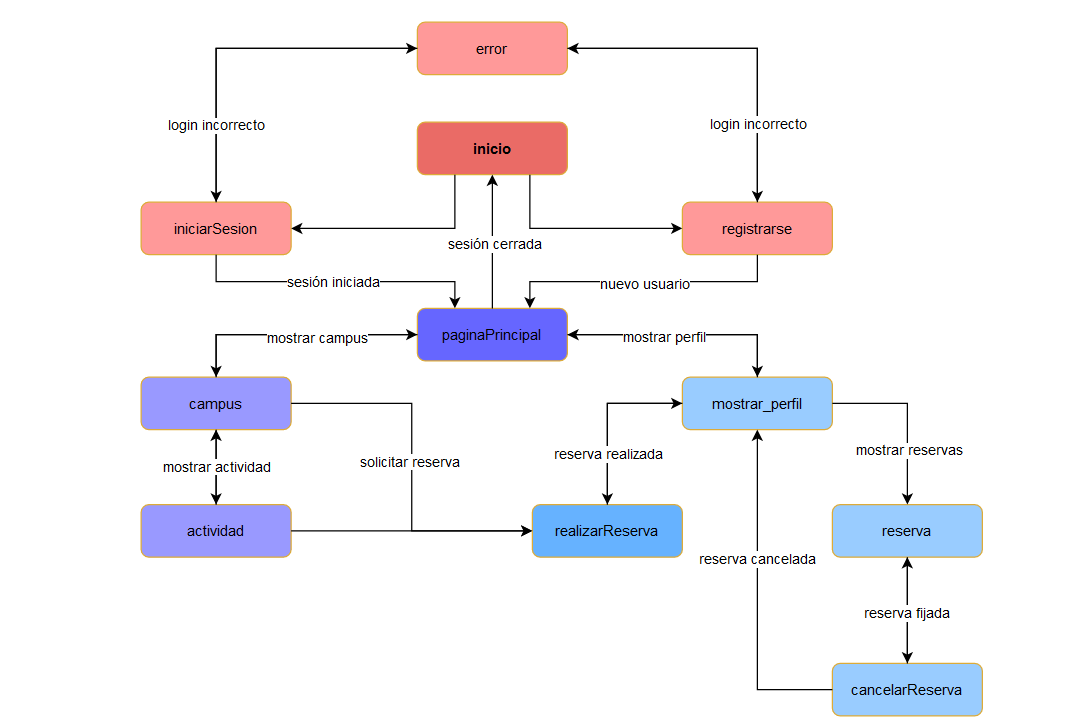 error
login incorrecto
login incorrecto
inicio
iniciarSesion
registrarse
sesión cerrada
sesión iniciada
nuevo usuario
paginaPrincipal
mostrar campus
mostrar perfil
campus
mostrar_perfil
mostrar actividad
solicitar reserva
reserva realizada
mostrar reservas
actividad
realizarReserva
reserva
reserva cancelada
reserva fijada
cancelarReserva